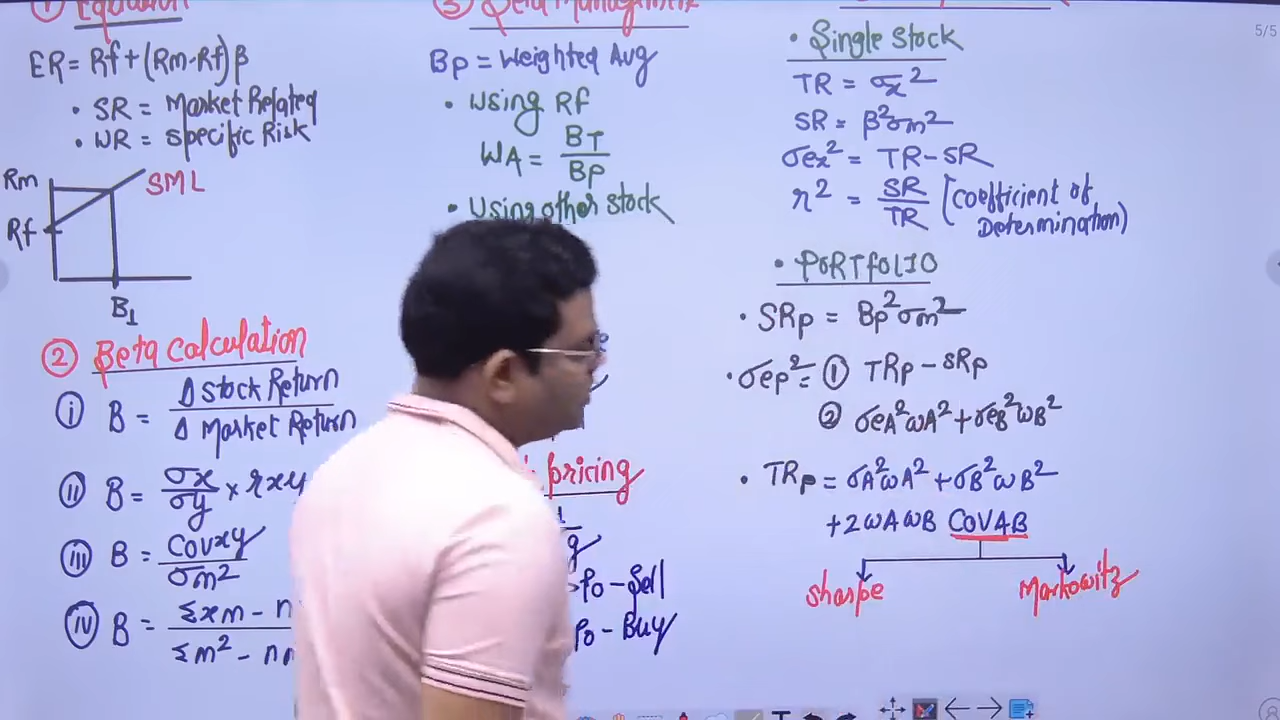 ① Equation
ER = Rf + (Rm-Rf) β
• SR = Market Related
• UR = Specific Risk
Rm
SML
Rf
B1
② Beta Calculation
i B = Δ Stock Return
Δ Market Return
ii B = σx/σy × rxy
iii B = Covxy
σm²
iv B = Σxm - n
Σm² - n
③ Beta Management
Bp = Weighted Avg
• Using RF
WA = BT
BP
• Using other stock
pricing
Po - Sell
Po - Buy
• Single Stock
TR = σx²
SR = β²σm²
σex² = TR - SR
r² = SR/TR (Coefficient of
Determination)
• PORTFOLIO
• SRp = Bp²σm²
• σep² = ① TRp - SRp
② σeA²ωA² + σeB²ωB²
• TRp = σA²ωA² + σB²ωB²
+2ωAωB COVAB
Sharpe
Markowitz
5/5